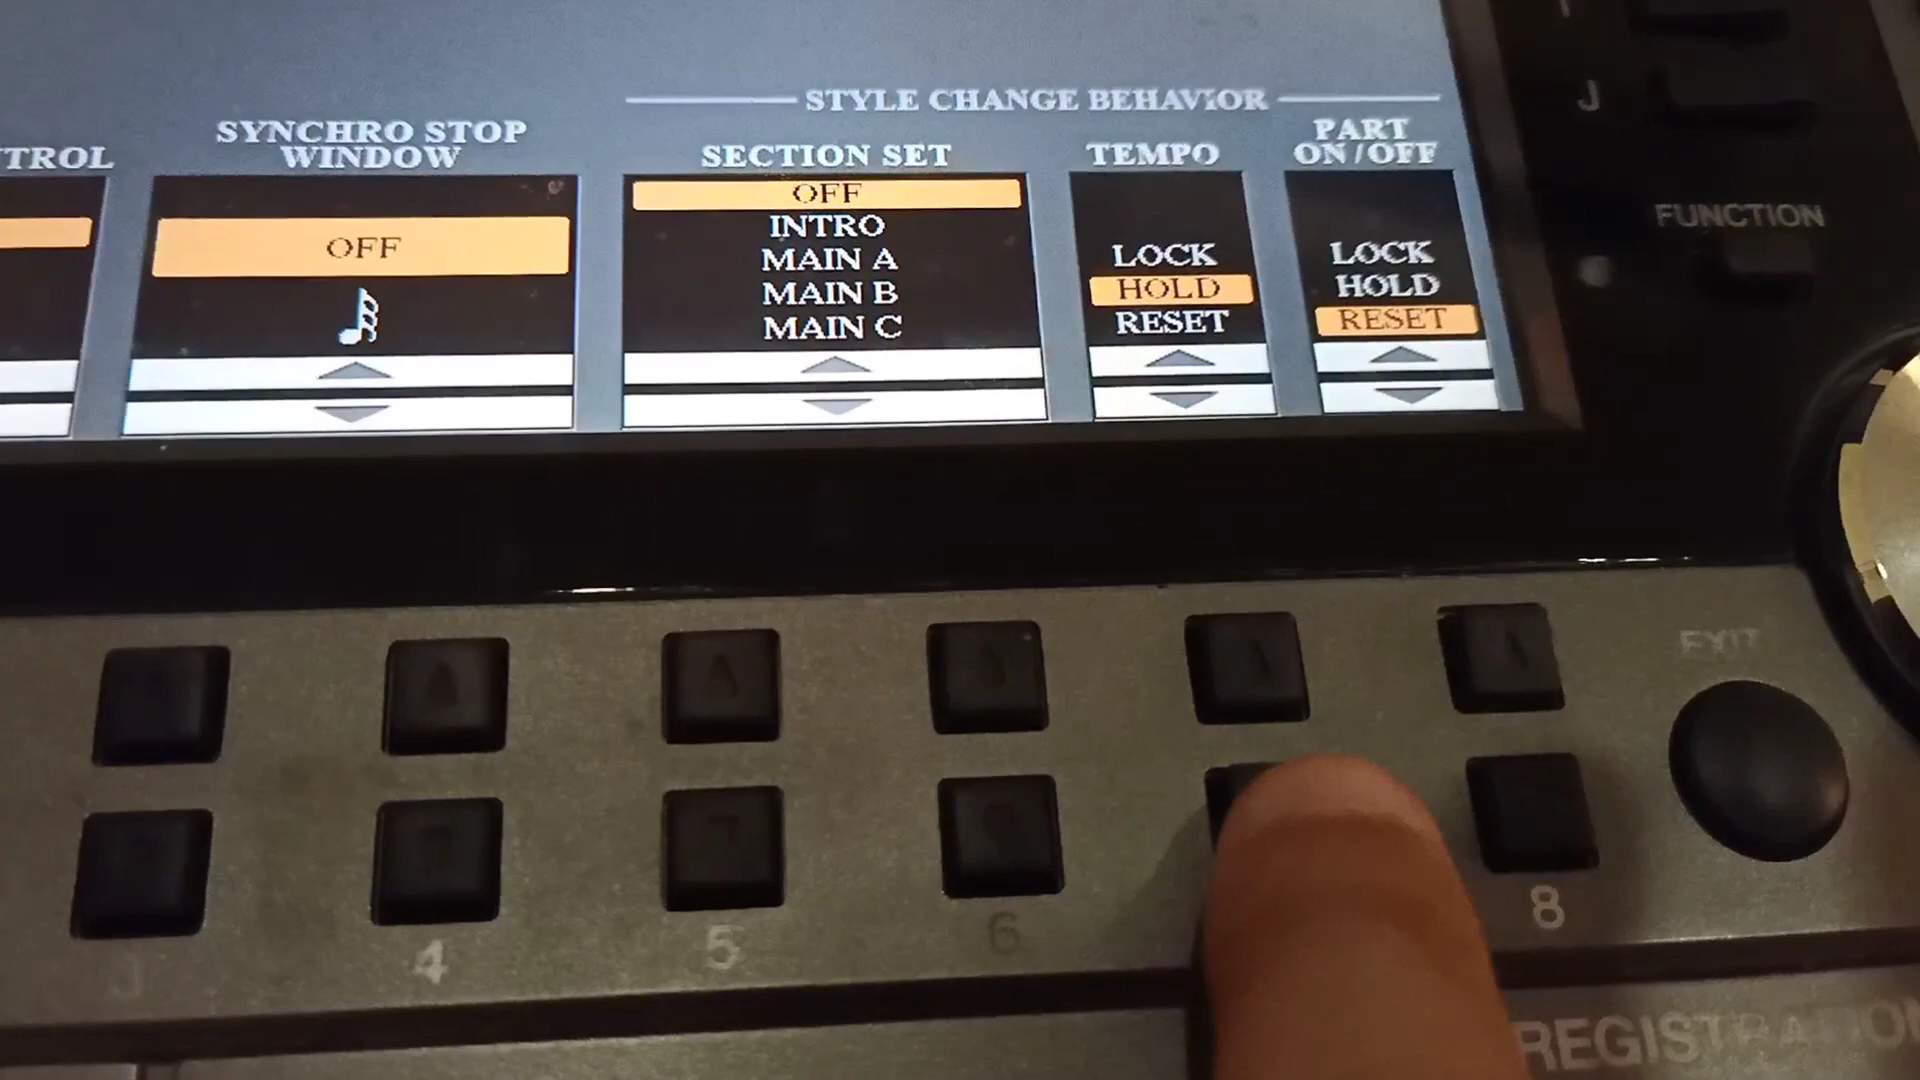 STYLE CHANGE BEHAVIOR
TROL
SYNCHRO STOP
WINDOW
SECTION SET
TEMPO
PART
ON/OFF
OFF
OFF
INTRO
MAIN A
MAIN B
MAIN C
LOCK
HOLD
RESET
LOCK
HOLD
RESET
J
FUNCTION
EXIT
3
4
5
6
8
REGISTRATION